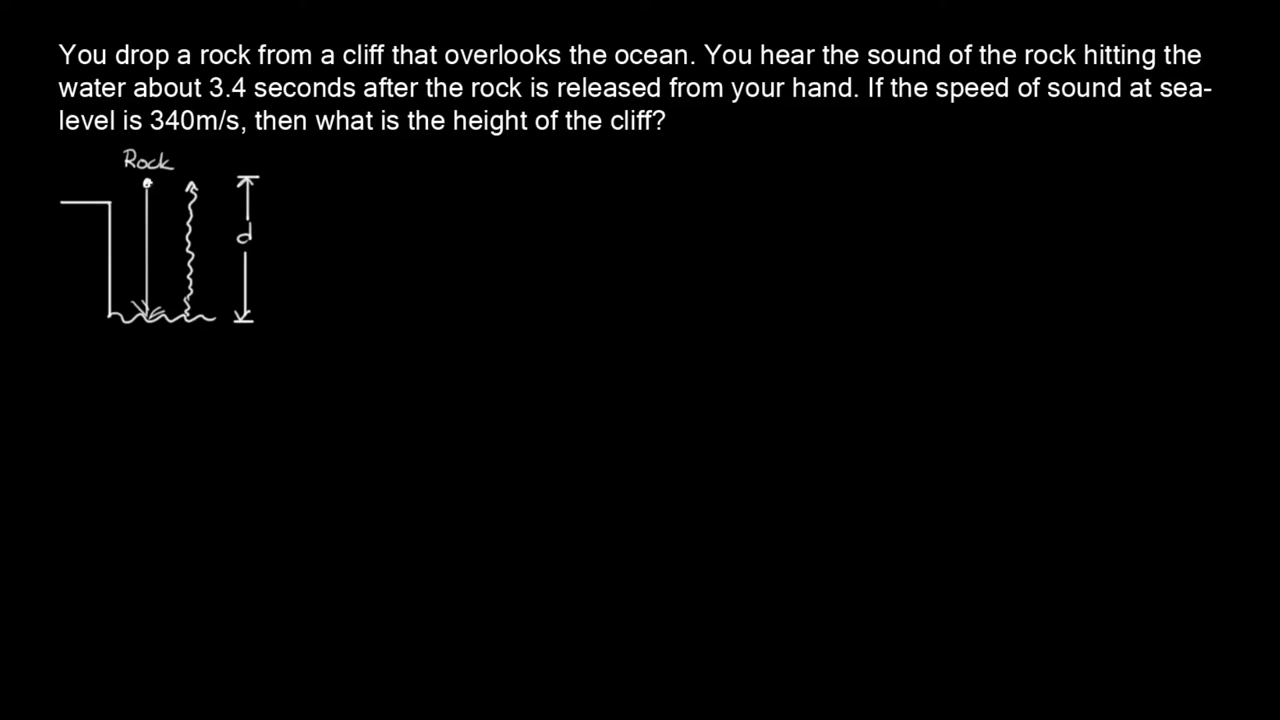 You drop a rock from a cliff that overlooks the ocean. You hear the sound of the rock hitting the
water about 3.4 seconds after the rock is released from your hand. If the speed of sound at sea-
level is 340m/s, then what is the height of the cliff?
Rock
d